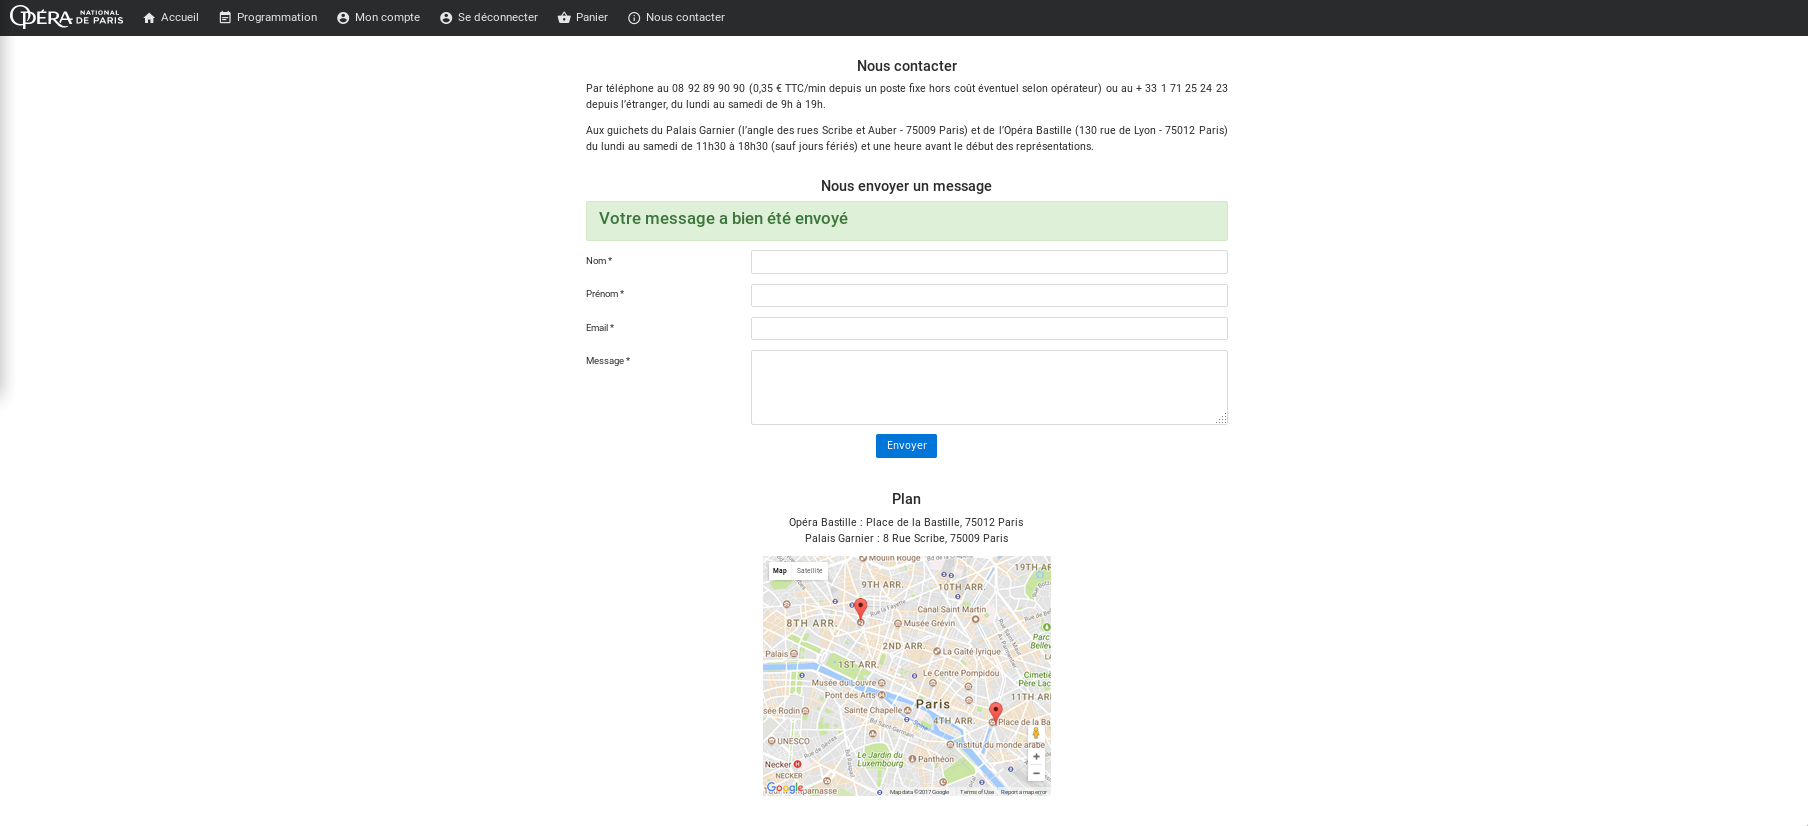 OPÉRA NATIONAL DE PARIS
Accueil
Programmation
Mon compte
Se déconnecter
Panier
Nous contacter
Nous contacter
Par téléphone au 08 92 89 90 90 (0,35 € TTC/min depuis un poste fixe hors coût éventuel selon opérateur) ou au + 33 1 71 25 24 23
depuis l'étranger, du lundi au samedi de 9h à 19h.
Aux guichets du Palais Garnier (l'angle des rues Scribe et Auber - 75009 Paris) et de l'Opéra Bastille (130 rue de Lyon - 75012 Paris)
du lundi au samedi de 11h30 à 18h30 (sauf jours fériés) et une heure avant le début des représentations.
Nous envoyer un message
Votre message a bien été envoyé
Nom *
Prénom *
Email *
Message *
Envoyer
Plan
Opéra Bastille : Place de la Bastille, 75012 Paris
Palais Garnier : 8 Rue Scribe, 75009 Paris
Moulin Rouge
Map
Satellite
19TH AR
9TH ARR.
10TH ARR.
Rue la Fayette
Canal Saint Martin
8TH ARR.
Musée Grévin
Parc
Bellev
2ND ARR.
La Gaîté lyrique
Palais
1ST ARR.
Le Centre Pompidou
Cimetiè
Père Lac
Musée du Louvre
Pont des Arts
11TH ARR
sée Rodin
Sainte Chapelle
Paris
4TH ARR.
Place de la Ba
Bd Saint-Germain
UNESCO
Rue de Sèvres
Institut du monde arabe
Le Jardin du
Luxembourg
Panthéon
Necker
NECKER
Google
Map data ©2017 Google
Terms of Use
Report a map error